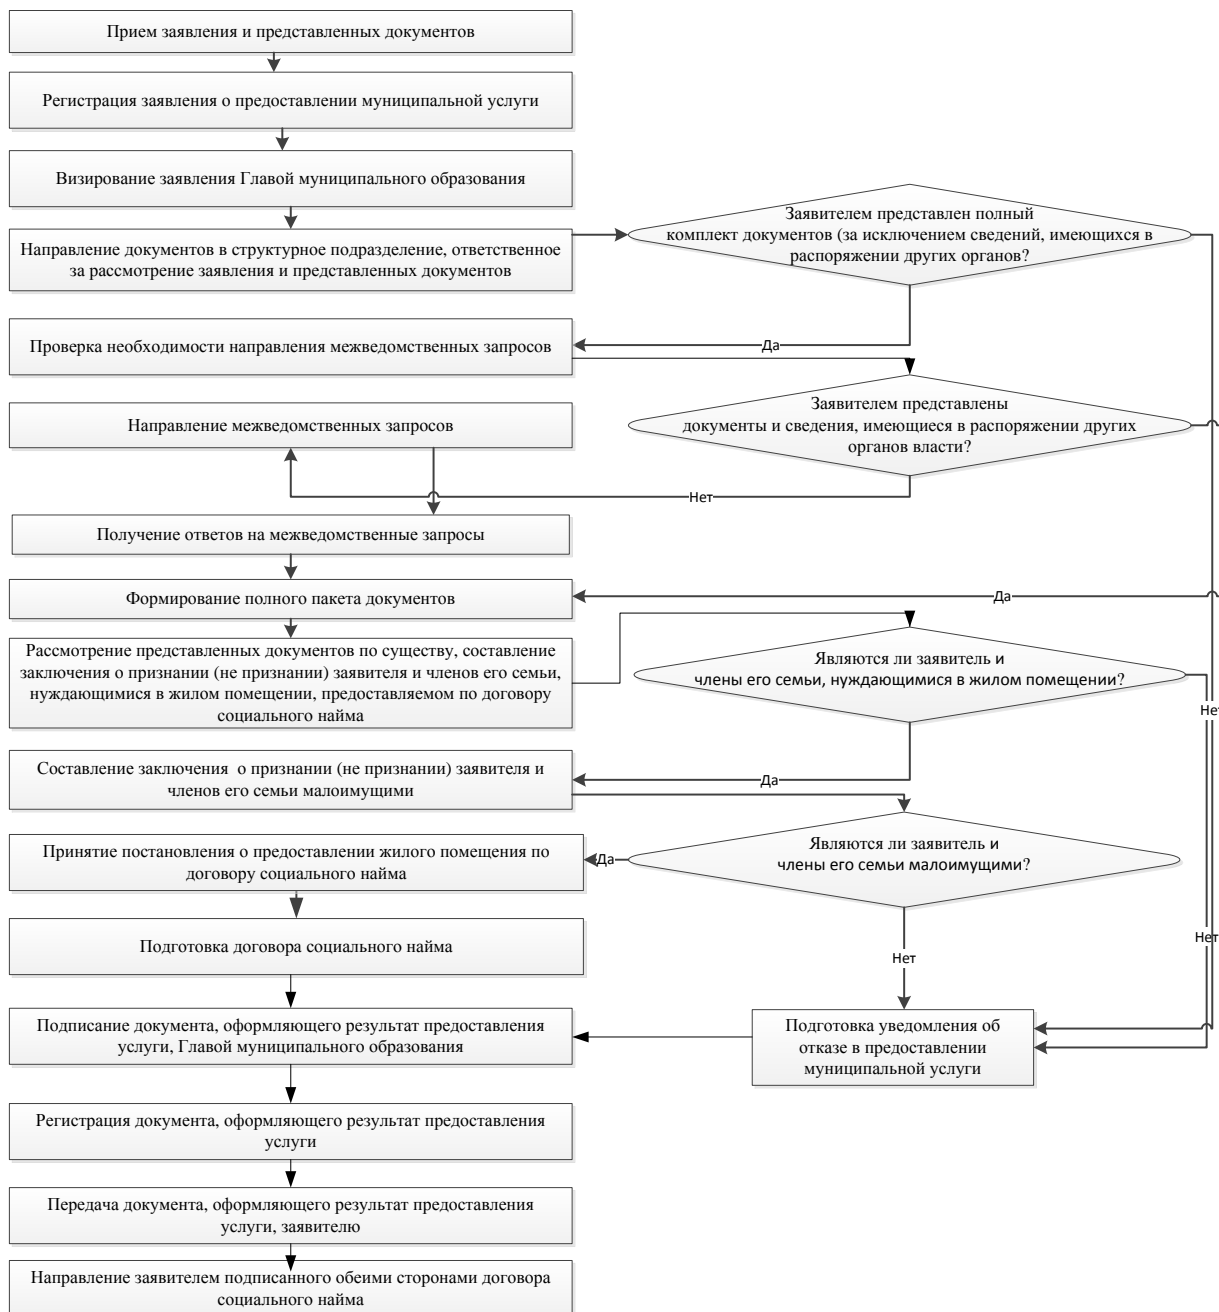 Прием заявления и представленных документов
Регистрация заявления о предоставлении муниципальной услуги
Визирование заявления Главой муниципального образования
Направление документов в структурное подразделение, ответственное
за рассмотрение заявления и представленных документов
Заявителем представлен полный
комплект документов (за исключением сведений, имеющихся в
распоряжении других органов?
Проверка необходимости направления межведомственных запросов
Да
Заявителем представлены
документы и сведения, имеющиеся в распоряжении других
органов власти?
Направление межведомственных запросов
Нет
Получение ответов на межведомственные запросы
Формирование полного пакета документов
Да
Рассмотрение представленных документов по существу, составление
заключения о признании (не признании) заявителя и членов его семьи,
нуждающимися в жилом помещении, предоставляемом по договору
социального найма
Являются ли заявитель и
члены его семьи, нуждающимися в жилом помещении?
Нет
Составление заключения о признании (не признании) заявителя и
членов его семьи малоимущими
Да
Являются ли заявитель и
члены его семьи малоимущими?
Да
Принятие постановления о предоставлении жилого помещения по
договору социального найма
Подготовка договора социального найма
Нет
Нет
Подписание документа, оформляющего результат предоставления
услуги, Главой муниципального образования
Подготовка уведомления об
отказе в предоставлении
муниципальной услуги
Регистрация документа, оформляющего результат предоставления
услуги
Передача документа, оформляющего результат предоставления
услуги, заявителю
Направление заявителем подписанного обеими сторонами договора
социального найма